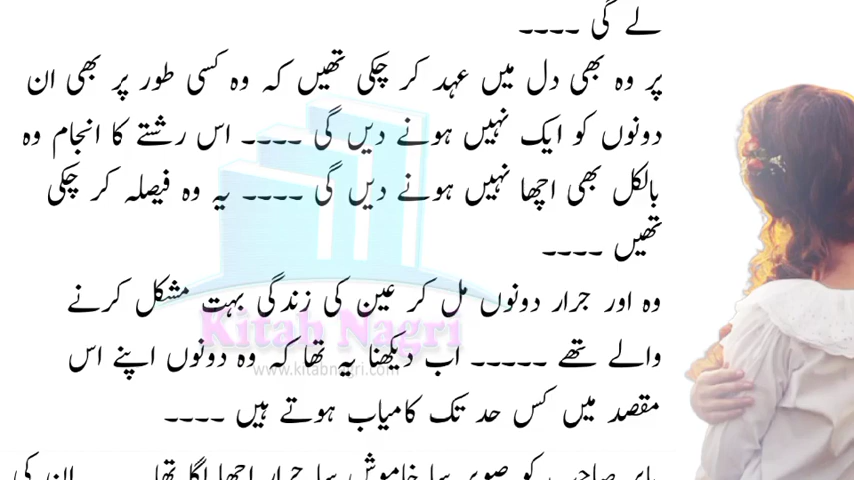 لے گی ۔۔۔۔
پر وہ بھی دل میں عہد کر چکی تھیں کہ وہ کسی طور پر بھی ان
دونوں کو ایک نہیں ہونے دیں گی ۔۔۔۔ اس رشتے کا انجام وہ
بالکل بھی اچھا نہیں ہونے دیں گی ۔۔۔۔ یہ وہ فیصلہ کر چکی
تھیں ۔۔۔۔
وہ اور جرار دونوں مل کر عین کی زندگی بہت مشکل کرنے
والے تھے ۔۔۔۔۔ اب دیکھنا یہ تھا کہ وہ دونوں اپنے اس
مقصد میں کس حد تک کامیاب ہوتے ہیں ۔۔۔۔
Kitab Nagri
www.kitabnagri.com